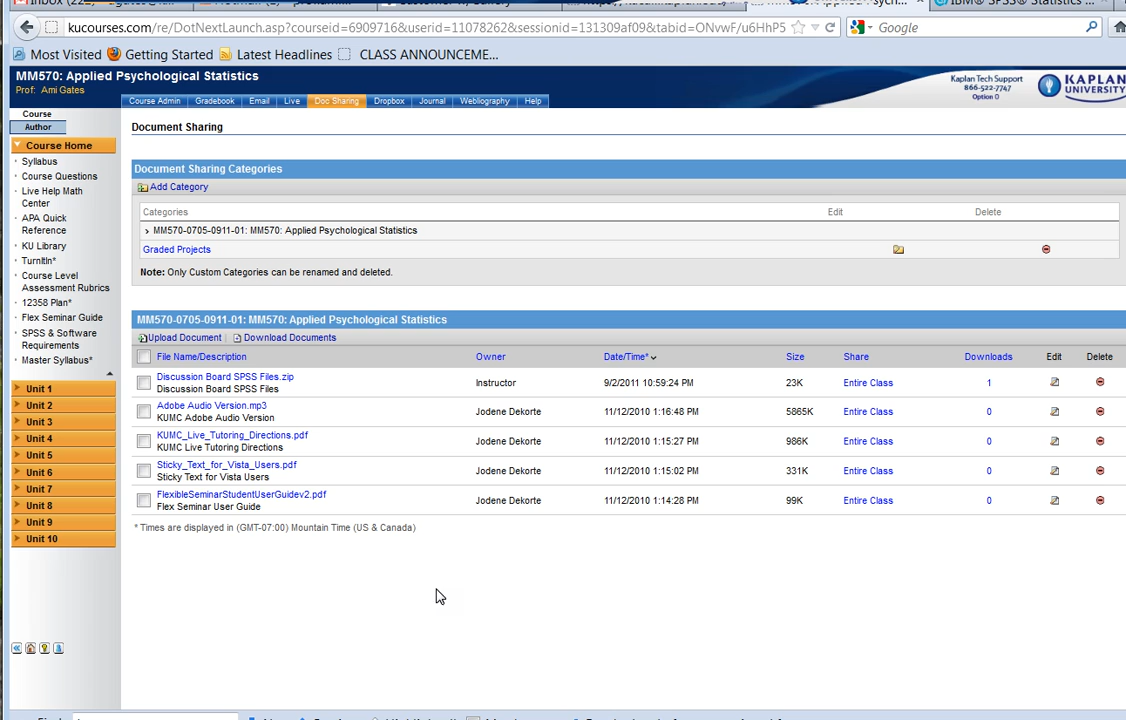 kucourses.com/re/DotNextLaunch.asp?courseid=6909716&userid=11078262&sessionid=131309af09&tabid=ONvwF/u6HhP5
Google
Most Visited Getting Started Latest Headlines CLASS ANNOUNCEME...
MM570: Applied Psychological Statistics
Prof: Ami Gates
Kaplan Tech Support
866-522-7747
Option 0
KAPLAN
UNIVERSITY
Course Admin Gradebook Email Live Doc Sharing Dropbox Journal Webliography Help
Course
Author
Course Home
Syllabus
Course Questions
Live Help Math
Center
APA Quick
Reference
KU Library
TurnItIn*
Course Level
Assessment Rubrics
12358 Plan*
Flex Seminar Guide
SPSS & Software
Requirements
Master Syllabus*
Unit 1
Unit 2
Unit 3
Unit 4
Unit 5
Unit 6
Unit 7
Unit 8
Unit 9
Unit 10
Document Sharing
Document Sharing Categories
Add Category
Categories Edit Delete
› MM570-0705-0911-01: MM570: Applied Psychological Statistics
Graded Projects
Note: Only Custom Categories can be renamed and deleted.
MM570-0705-0911-01: MM570: Applied Psychological Statistics
Upload Document | Download Documents
File Name/Description Owner Date/Time* Size Share Downloads Edit Delete
Discussion Board SPSS Files.zip
Discussion Board SPSS Files Instructor 9/2/2011 10:59:24 PM 23K Entire Class 1
Adobe Audio Version.mp3
KUMC Adobe Audio Version Jodene Dekorte 11/12/2010 1:16:48 PM 5865K Entire Class 0
KUMC_Live_Tutoring_Directions.pdf
KUMC Live Tutoring Directions Jodene Dekorte 11/12/2010 1:15:27 PM 986K Entire Class 0
Sticky_Text_for_Vista_Users.pdf
Sticky Text for Vista Users Jodene Dekorte 11/12/2010 1:15:02 PM 331K Entire Class 0
FlexibleSeminarStudentUserGuidev2.pdf
Flex Seminar User Guide Jodene Dekorte 11/12/2010 1:14:28 PM 99K Entire Class 0
* Times are displayed in (GMT-07:00) Mountain Time (US & Canada)